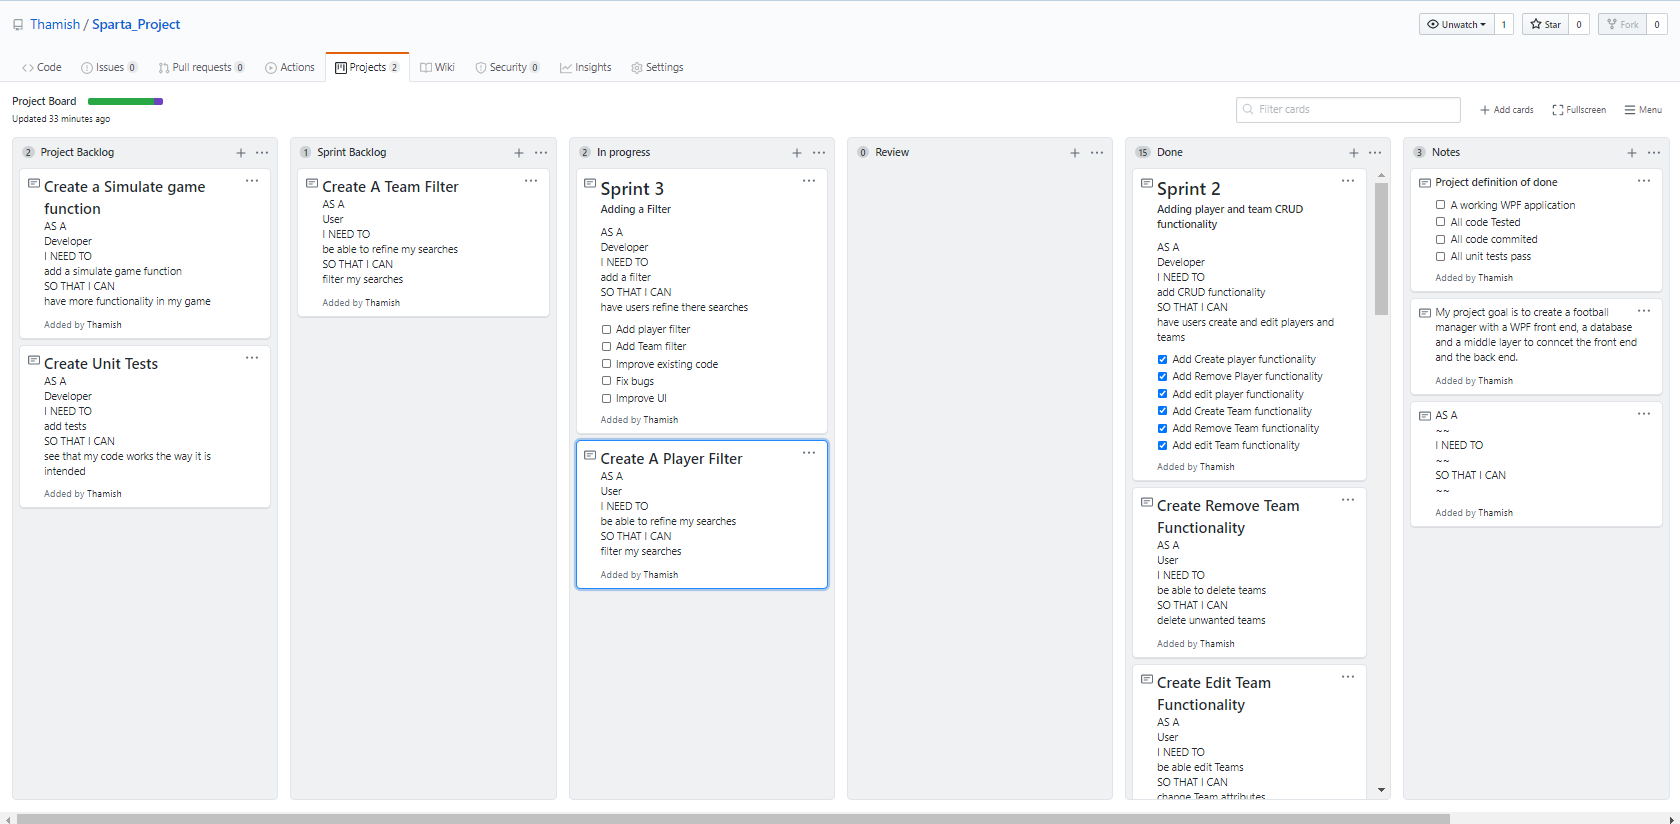 Thamish / Sparta_Project
Unwatch 1 Star 0 Fork 0
Code Issues 0 Pull requests 0 Actions Projects 2 Wiki Security 0 Insights Settings
Project Board
Updated 33 minutes ago
Filter cards
Add cards Fullscreen Menu
2 Project Backlog
Create a Simulate game
function
AS A
Developer
I NEED TO
add a simulate game function
SO THAT I CAN
have more functionality in my game
Added by Thamish
Create Unit Tests
AS A
Developer
I NEED TO
add tests
SO THAT I CAN
see that my code works the way it is
intended
Added by Thamish
1 Sprint Backlog
Create A Team Filter
AS A
User
I NEED TO
be able to refine my searches
SO THAT I CAN
filter my searches
Added by Thamish
2 In progress
Sprint 3
Adding a Filter
AS A
Developer
I NEED TO
add a filter
SO THAT I CAN
have users refine there searches
Add player filter
Add Team filter
Improve existing code
Fix bugs
Improve UI
Added by Thamish
Create A Player Filter
AS A
User
I NEED TO
be able to refine my searches
SO THAT I CAN
filter my searches
Added by Thamish
0 Review
15 Done
Sprint 2
Adding player and team CRUD
functionality
AS A
Developer
I NEED TO
add CRUD functionality
SO THAT I CAN
have users create and edit players and
teams
Add Create player functionality
Add Remove Player functionality
Add edit player functionality
Add Create Team functionality
Add Remove Team functionality
Add edit Team functionality
Added by Thamish
Create Remove Team
Functionality
AS A
User
I NEED TO
be able to delete teams
SO THAT I CAN
delete unwanted teams
Added by Thamish
Create Edit Team
Functionality
AS A
User
I NEED TO
be able edit Teams
SO THAT I CAN
change Team attributes
3 Notes
Project definition of done
A working WPF application
All code Tested
All code commited
All unit tests pass
Added by Thamish
My project goal is to create a football
manager with a WPF front end, a database
and a middle layer to conncet the front end
and the back end.
Added by Thamish
AS A
~~
I NEED TO
~~
SO THAT I CAN
~~
Added by Thamish